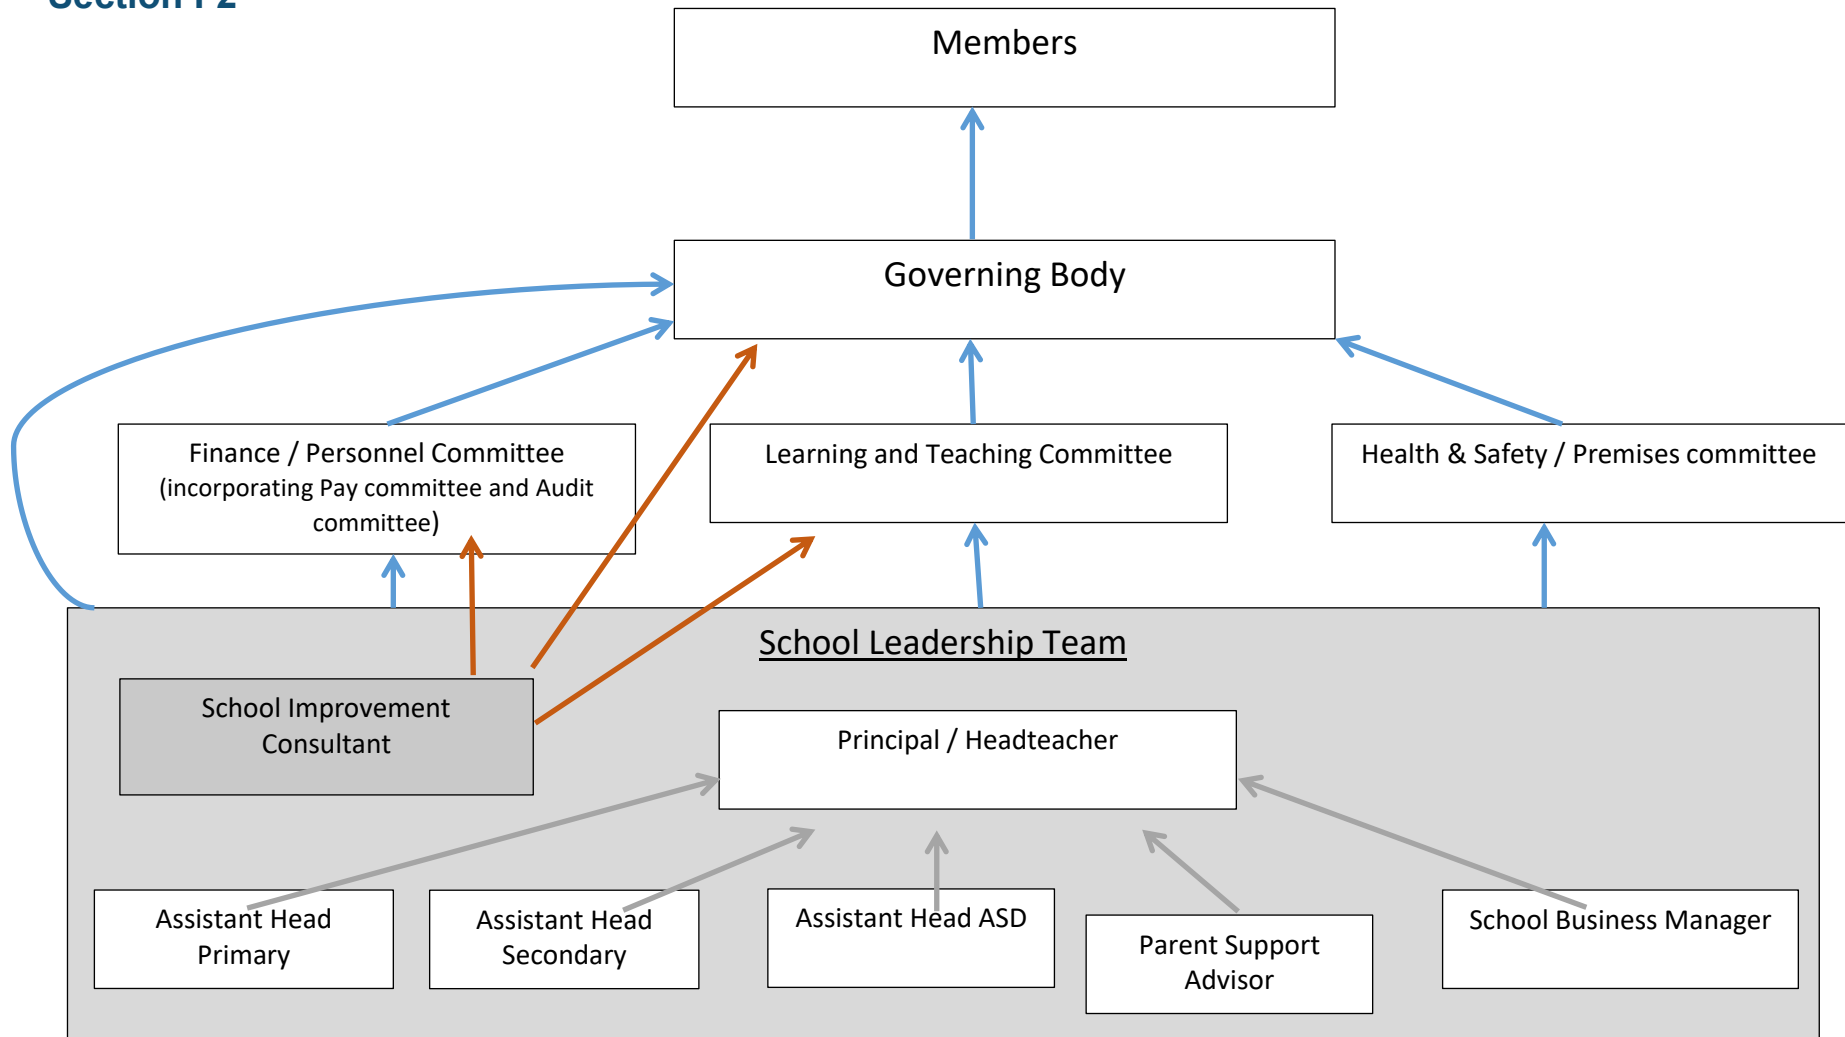 Members
Governing Body
Finance / Personnel Committee
(incorporating Pay committee and Audit
committee)
Learning and Teaching Committee
Health & Safety / Premises committee
School Leadership Team
School Improvement
Consultant
Principal / Headteacher
Assistant Head
Primary
Assistant Head
Secondary
Assistant Head ASD
Parent Support
Advisor
School Business Manager